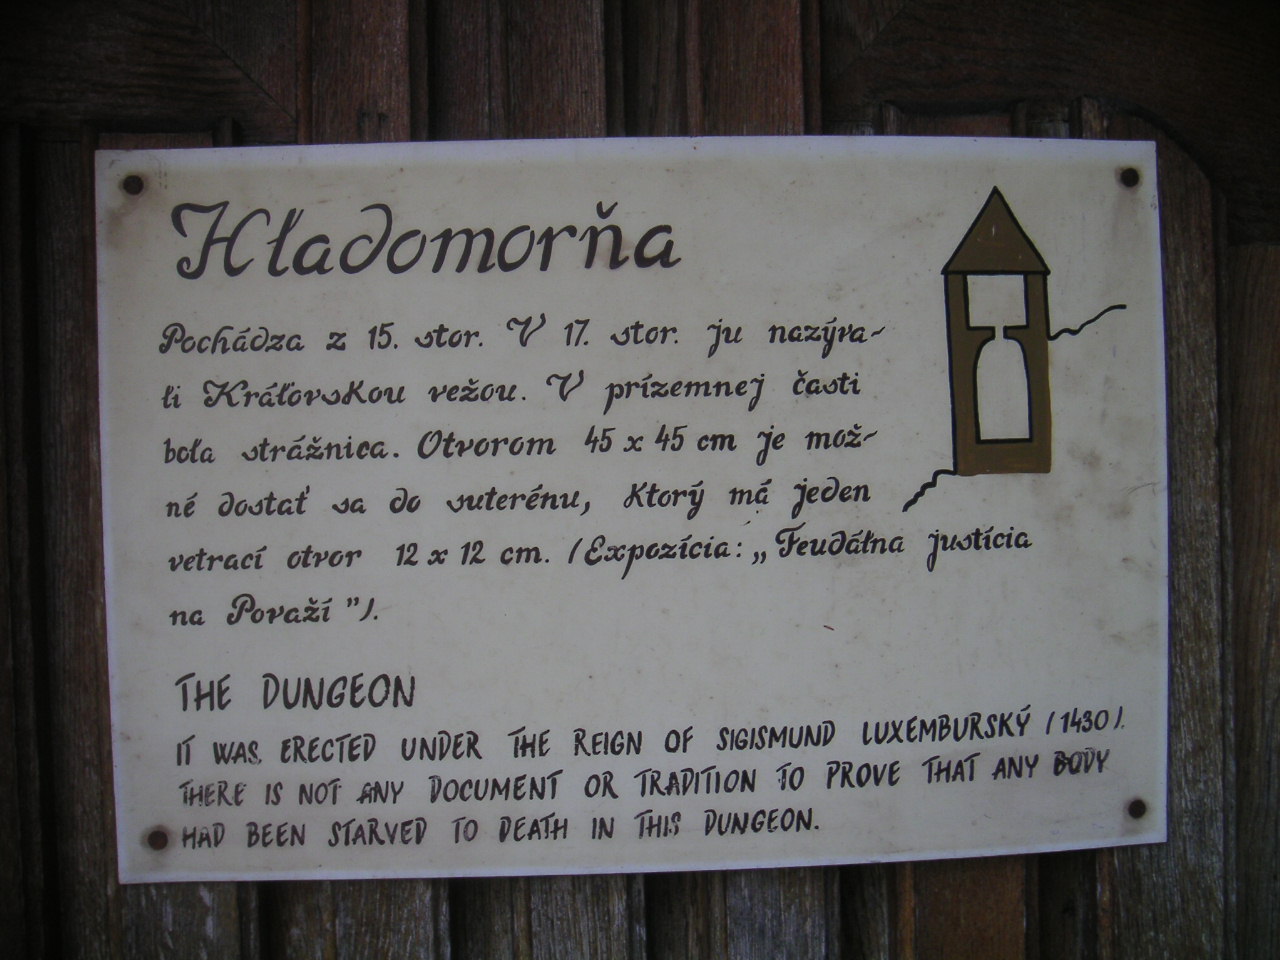 Hľadomorňa
Pochádza z 15. stor. V 17. stor. ju nazýva-
li Kráľovskou vežou. V prízemnej časti
bola strážnica. Otvorom 45 x 45 cm je mož-
né dostať sa do suterénu, ktorý má jeden
vetrací otvor 12 x 12 cm. /Expozícia: „Feudálna justícia
na Považí"/.
THE DUNGEON
IT WAS ERECTED UNDER THE REIGN OF SIGISMUND LUXEMBURSKÝ /1430/.
THERE IS NOT ANY DOCUMENT OR TRADITION TO PROVE THAT ANY BODY
HAD BEEN STARVED TO DEATH IN THIS DUNGEON.